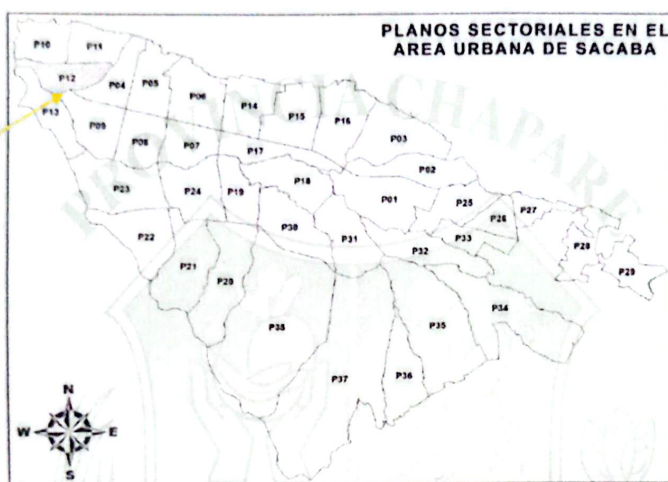 PLANOS SECTORIALES EN EL
AREA URBANA DE SACABA
PROVINCIA CHAPARE
P10
P11
P12
P13
P04
P05
P06
P14
P15
P16
P03
P09
P08
P07
P17
P02
P18
P01
P23
P24
P19
P25
P26
P27
P30
P31
P33
P32
P28
P29
P22
P21
P20
P34
P38
P35
P37
P36
N
W E
S